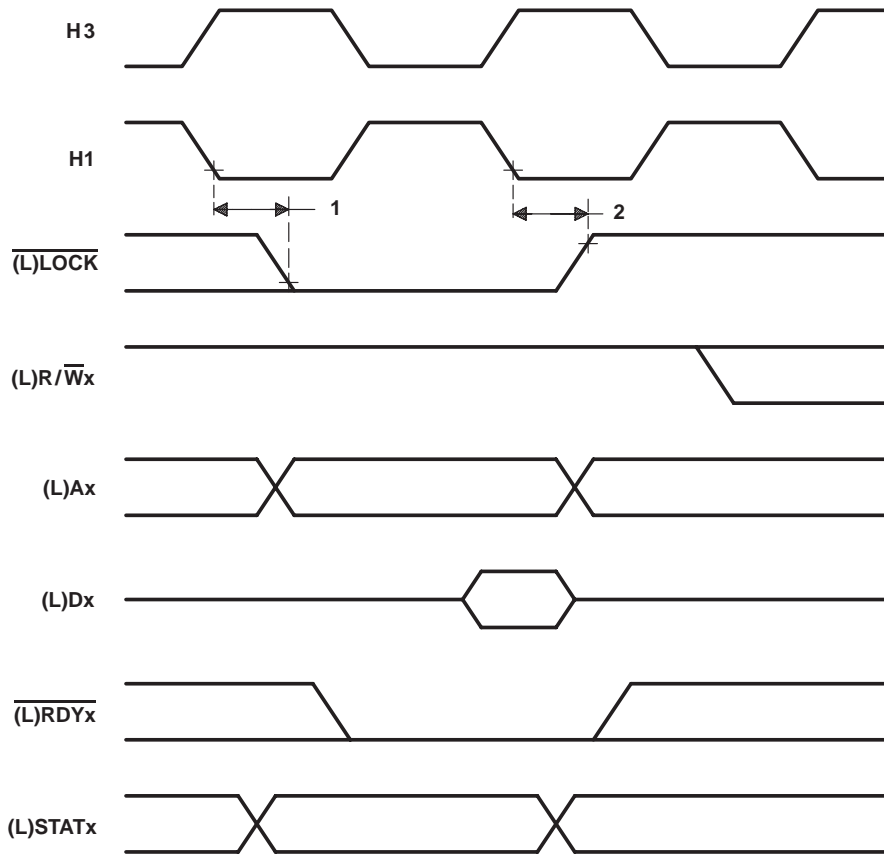 H3
H1
1
2
(L)LOCK
(L)R/Wx
(L)Ax
(L)Dx
(L)RDYx
(L)STATx